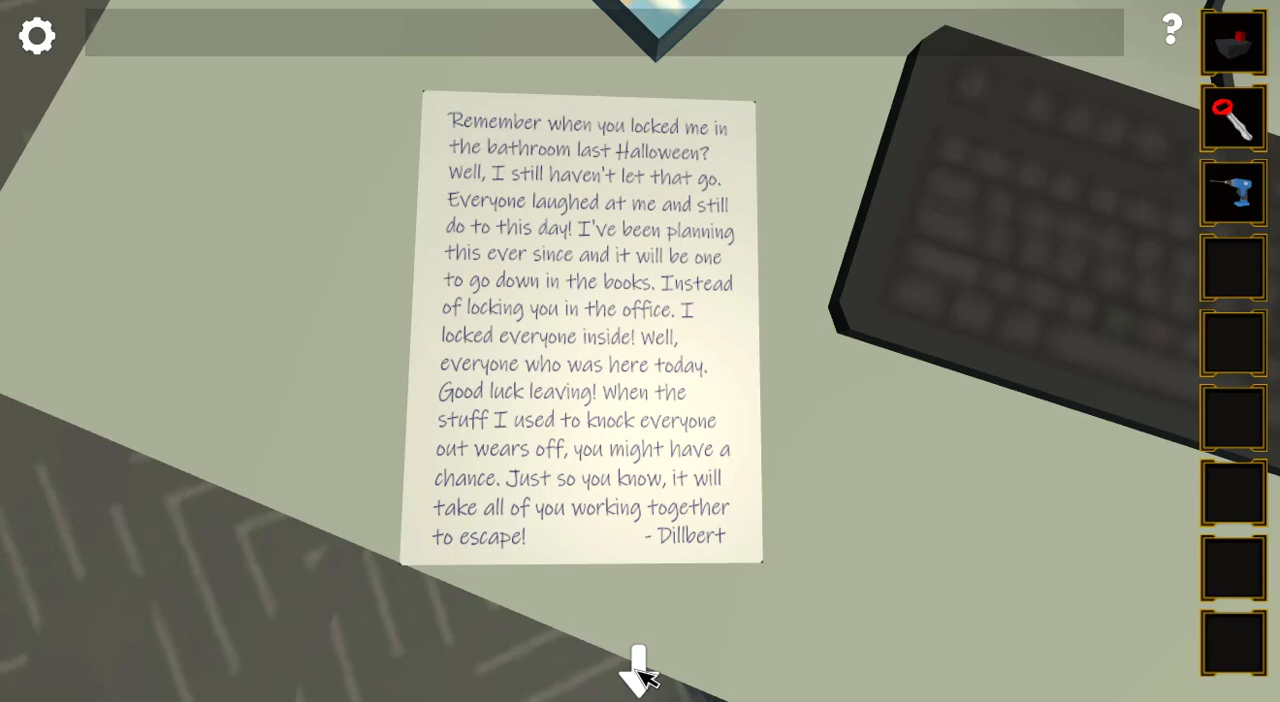 Remember when you locked me in
the bathroom last Halloween?
Well, I still haven't let that go.
Everyone laughed at me and still
do to this day! I've been planning
this ever since and it will be one
to go down in the books. Instead
of locking you in the office. I
locked everyone inside! Well,
everyone who was here today.
Good luck leaving! When the
stuff I used to knock everyone
out wears off, you might have a
chance. Just so you know, it will
take all of you working together
to escape! - Dillbert
?